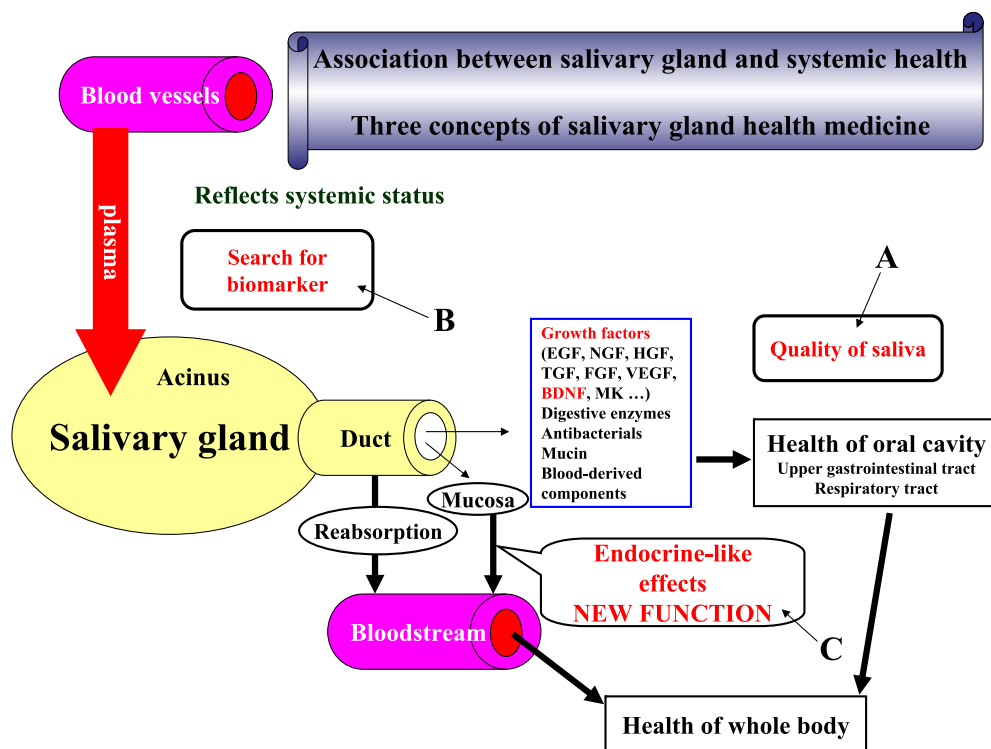 Association between salivary gland and systemic health
Three concepts of salivary gland health medicine
Blood vessels
plasma
Reflects systemic status
Search for
biomarker
B
A
Quality of saliva
Acinus
Salivary gland
Duct
Growth factors
(EGF, NGF, HGF,
TGF, FGF, VEGF,
BDNF, MK …)
Digestive enzymes
Antibacterials
Mucin
Blood-derived
components
Health of oral cavity
Upper gastrointestinal tract
Respiratory tract
Mucosa
Reabsorption
Endocrine-like
effects
NEW FUNCTION
C
Bloodstream
Health of whole body